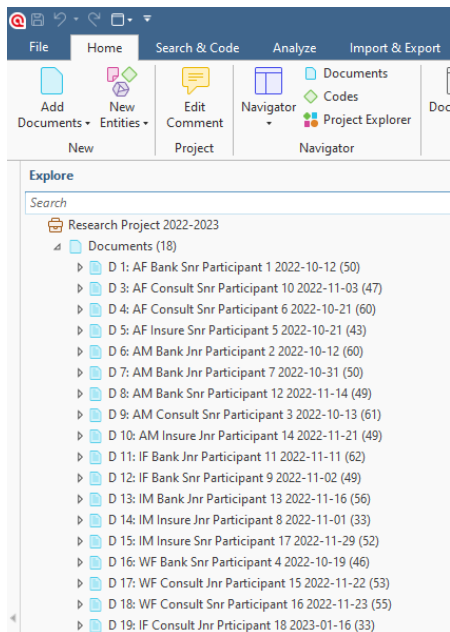 File Home Search & Code Analyze Import & Export
Add Documents New Entities Edit Comment Navigator Documents
Codes
Project Explorer
Doc
New Project Navigator
Explore
Search
Research Project 2022-2023
Documents (18)
D 1: AF Bank Snr Participant 1 2022-10-12 (50)
D 3: AF Consult Snr Participant 10 2022-11-03 (47)
D 4: AF Consult Snr Participant 6 2022-10-21 (60)
D 5: AF Insure Snr Participant 5 2022-10-21 (43)
D 6: AM Bank Jnr Participant 2 2022-10-12 (60)
D 7: AM Bank Jnr Participant 7 2022-10-31 (50)
D 8: AM Bank Snr Participant 12 2022-11-14 (49)
D 9: AM Consult Snr Participant 3 2022-10-13 (61)
D 10: AM Insure Jnr Participant 14 2022-11-21 (49)
D 11: IF Bank Jnr Participant 11 2022-11-11 (62)
D 12: IF Bank Snr Participant 9 2022-11-02 (49)
D 13: IM Bank Jnr Participant 13 2022-11-16 (56)
D 14: IM Insure Jnr Participant 8 2022-11-01 (33)
D 15: IM Insure Snr Participant 17 2022-11-29 (52)
D 16: WF Bank Snr Participant 4 2022-10-19 (46)
D 17: WF Consult Jnr Participant 15 2022-11-22 (53)
D 18: WF Consult Snr Participant 16 2022-11-23 (55)
D 19: IF Consult Jnr Prticipant 18 2023-01-16 (33)